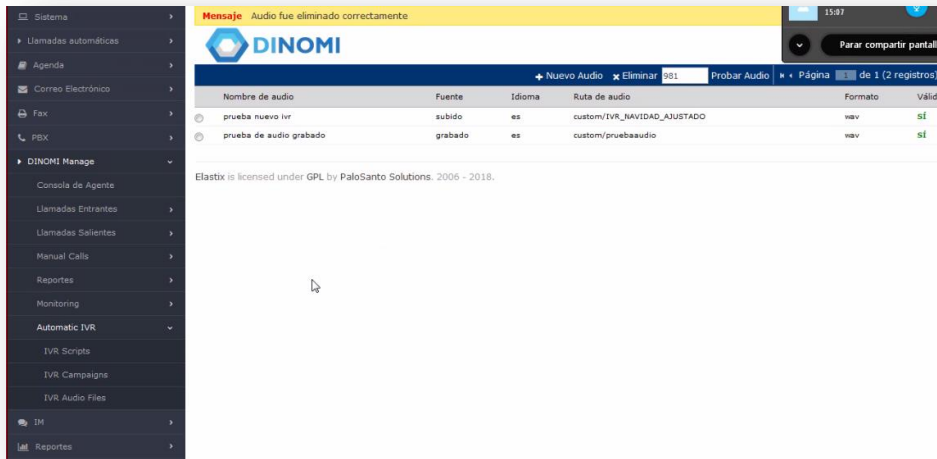 Sistema
Llamadas automáticas
Agenda
Correo Electrónico
Fax
PBX
DINOMI Manage
Consola de Agente
Llamadas Entrantes
Llamadas Salientes
Manual Calls
Reportes
Monitoring
Automatic IVR
IVR Scripts
IVR Campaigns
IVR Audio Files
IM
Reportes
Mensaje Audio fue eliminado correctamente
15:07
Parar compartir pantall
DINOMI
Nuevo Audio Eliminar 981 Probar Audio Página 1 de 1 (2 registros)
Nombre de audio Fuente Idioma Ruta de audio Formato Válid
prueba nuevo ivr subido es custom/IVR_NAVIDAD_AJUSTADO wav sí
prueba de audio grabado grabado es custom/pruebaaudio wav sí
Elastix is licensed under GPL by PaloSanto Solutions. 2006 - 2018.